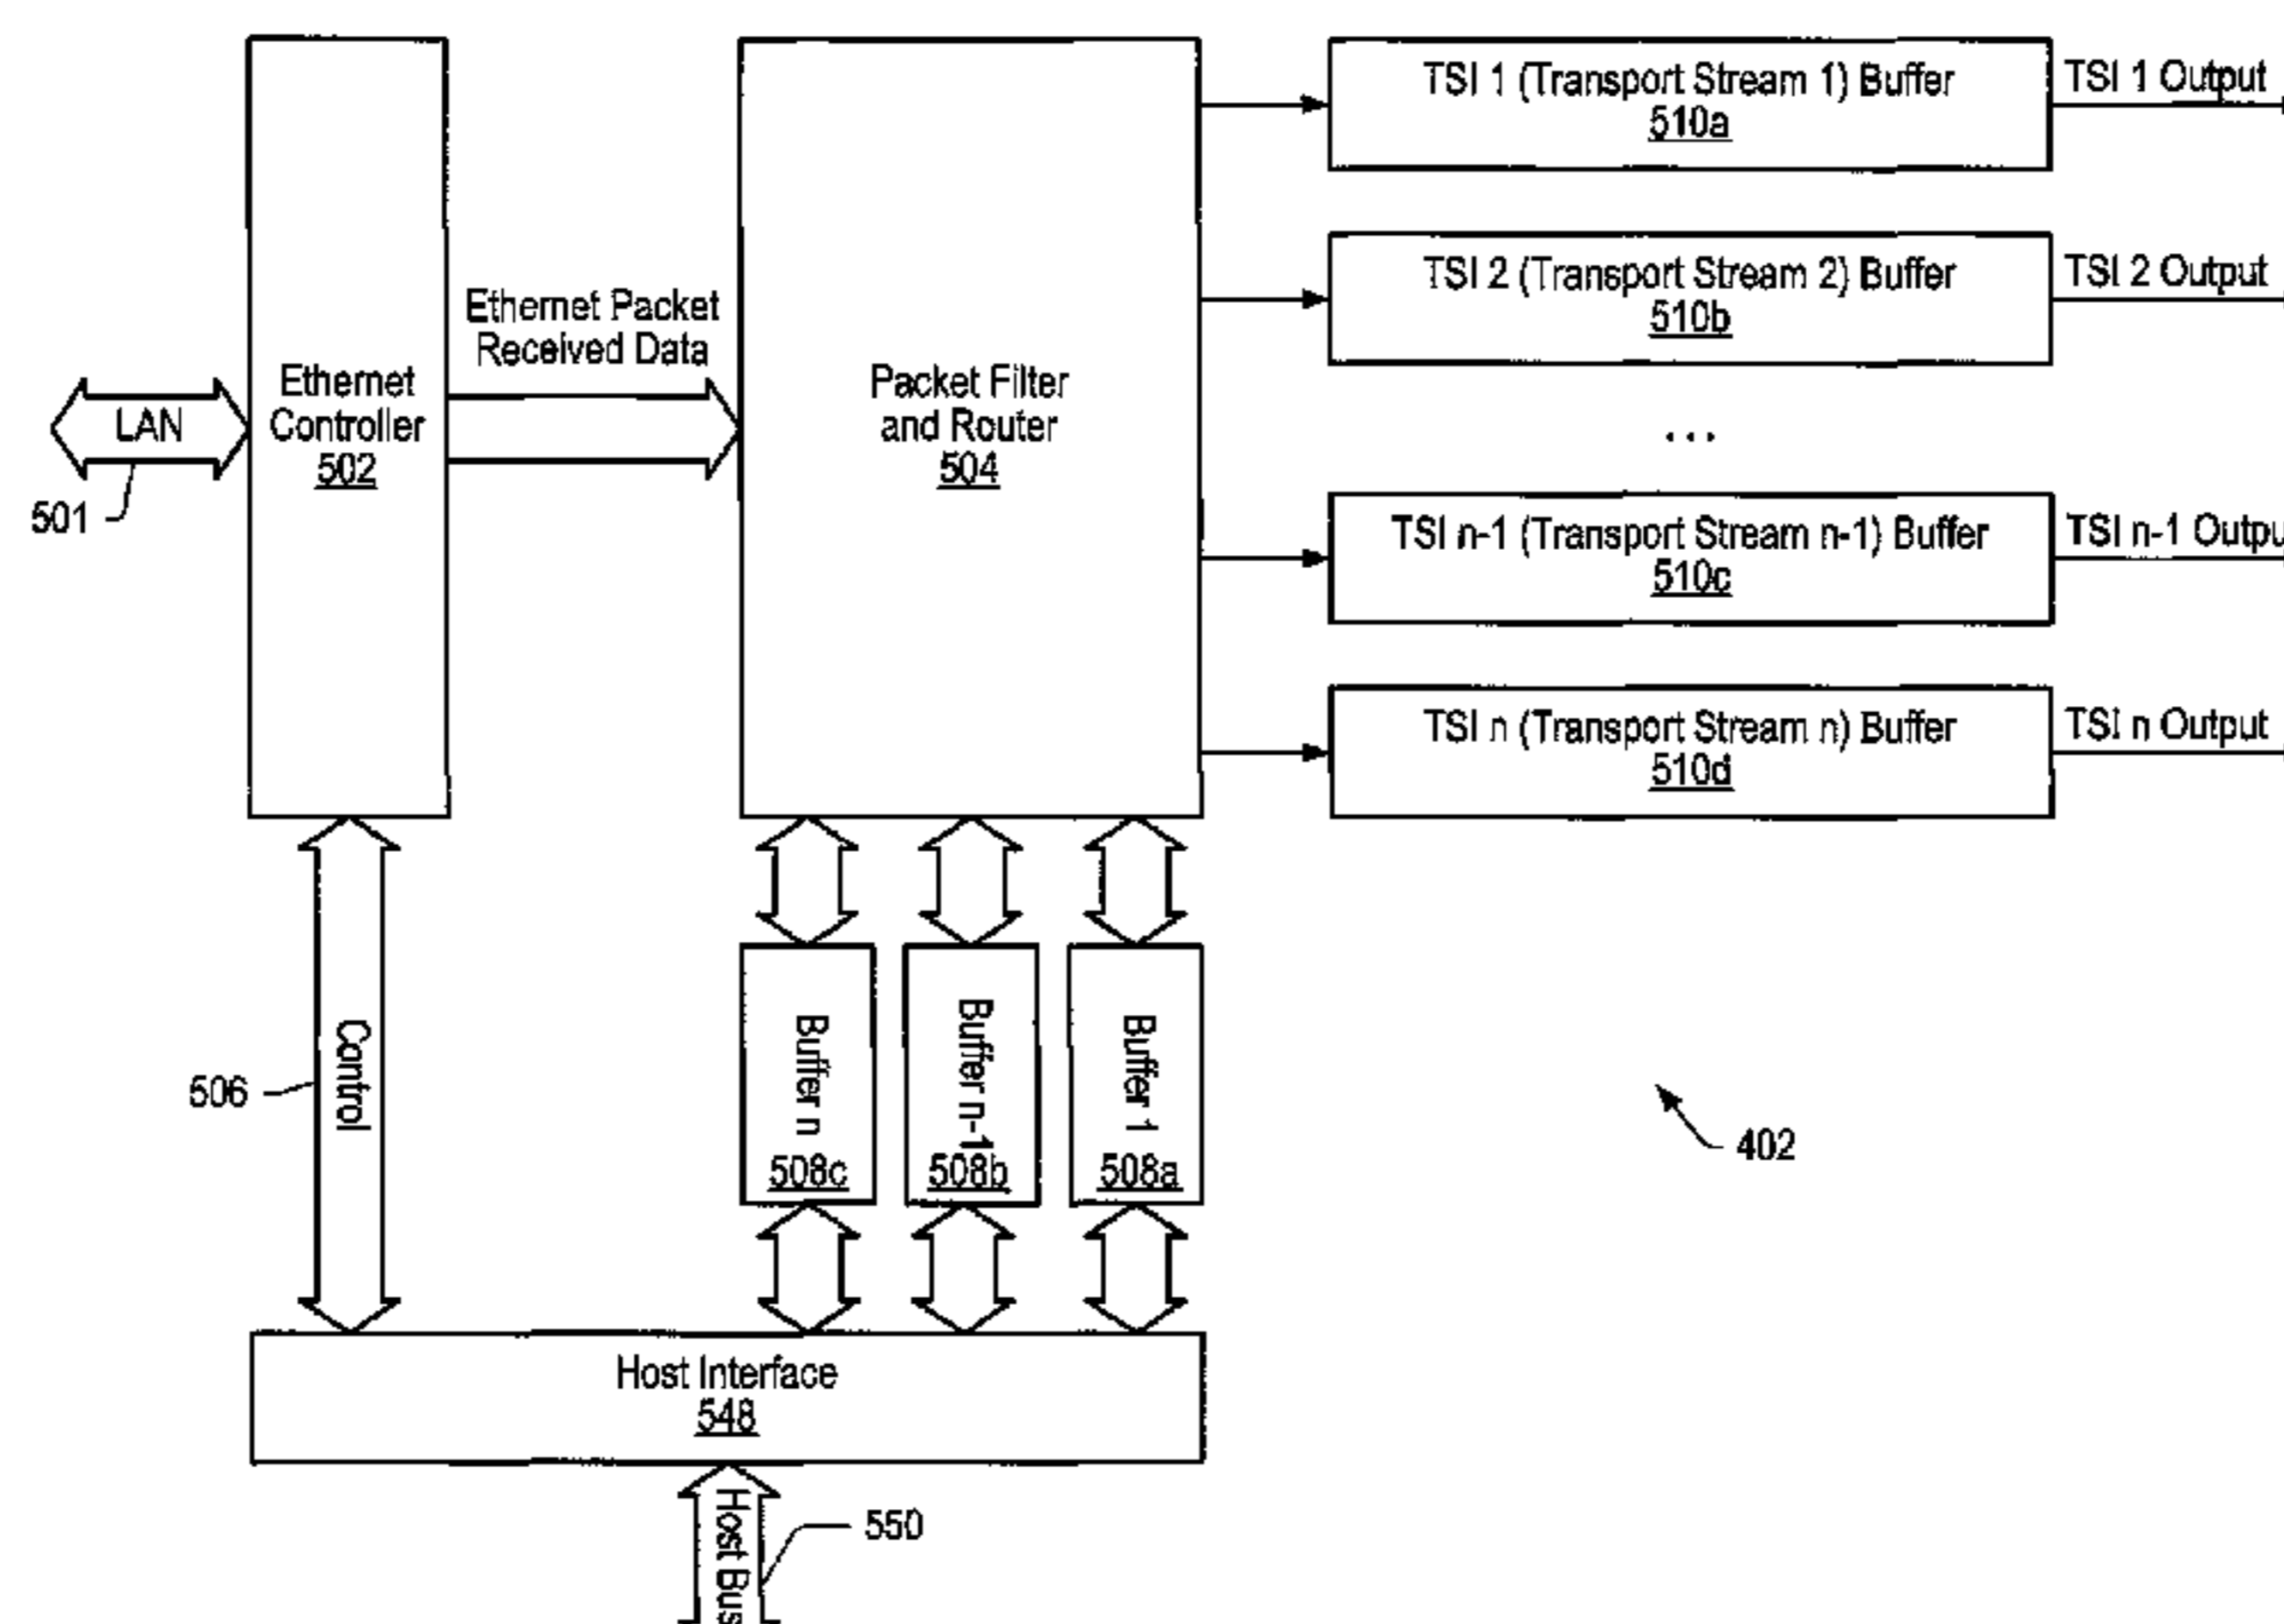 TSI 1 (Transport Stream 1) Buffer
510a
TSI 1 Output
TSI 2 (Transport Stream 2) Buffer
510b
TSI 2 Output
Ethernet Packet
Received Data
Ethernet
Controller
502
LAN
501
Packet Filter
and Router
504
...
TSI n-1 (Transport Stream n-1) Buffer
510c
TSI n-1 Outpu
TSI n (Transport Stream n) Buffer
510d
TSI n Output
Control
506
Buffer n
508c
Buffer n-1
508b
Buffer 1
508a
402
Host Interface
548
Host Bus
550